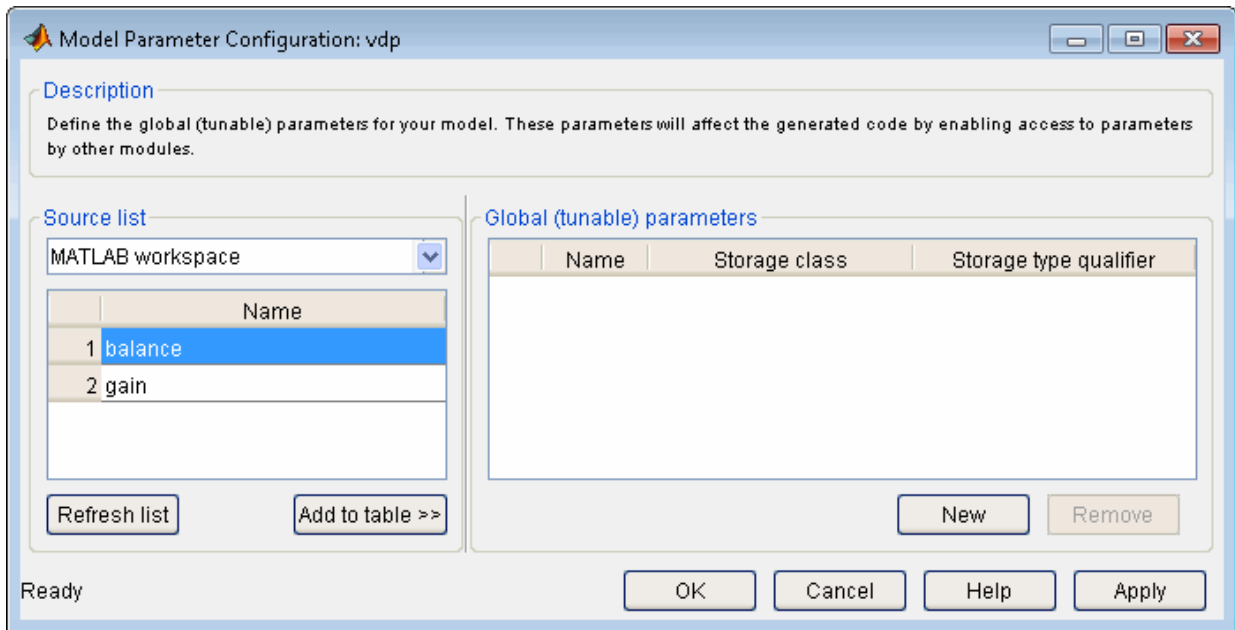 Model Parameter Configuration: vdp
Description
Define the global (tunable) parameters for your model. These parameters will affect the generated code by enabling access to parameters
by other modules.
Source list
MATLAB workspace
Name
1 balance
2 gain
Refresh list Add to table >>
Global (tunable) parameters
Name Storage class Storage type qualifier
New Remove
Ready OK Cancel Help Apply